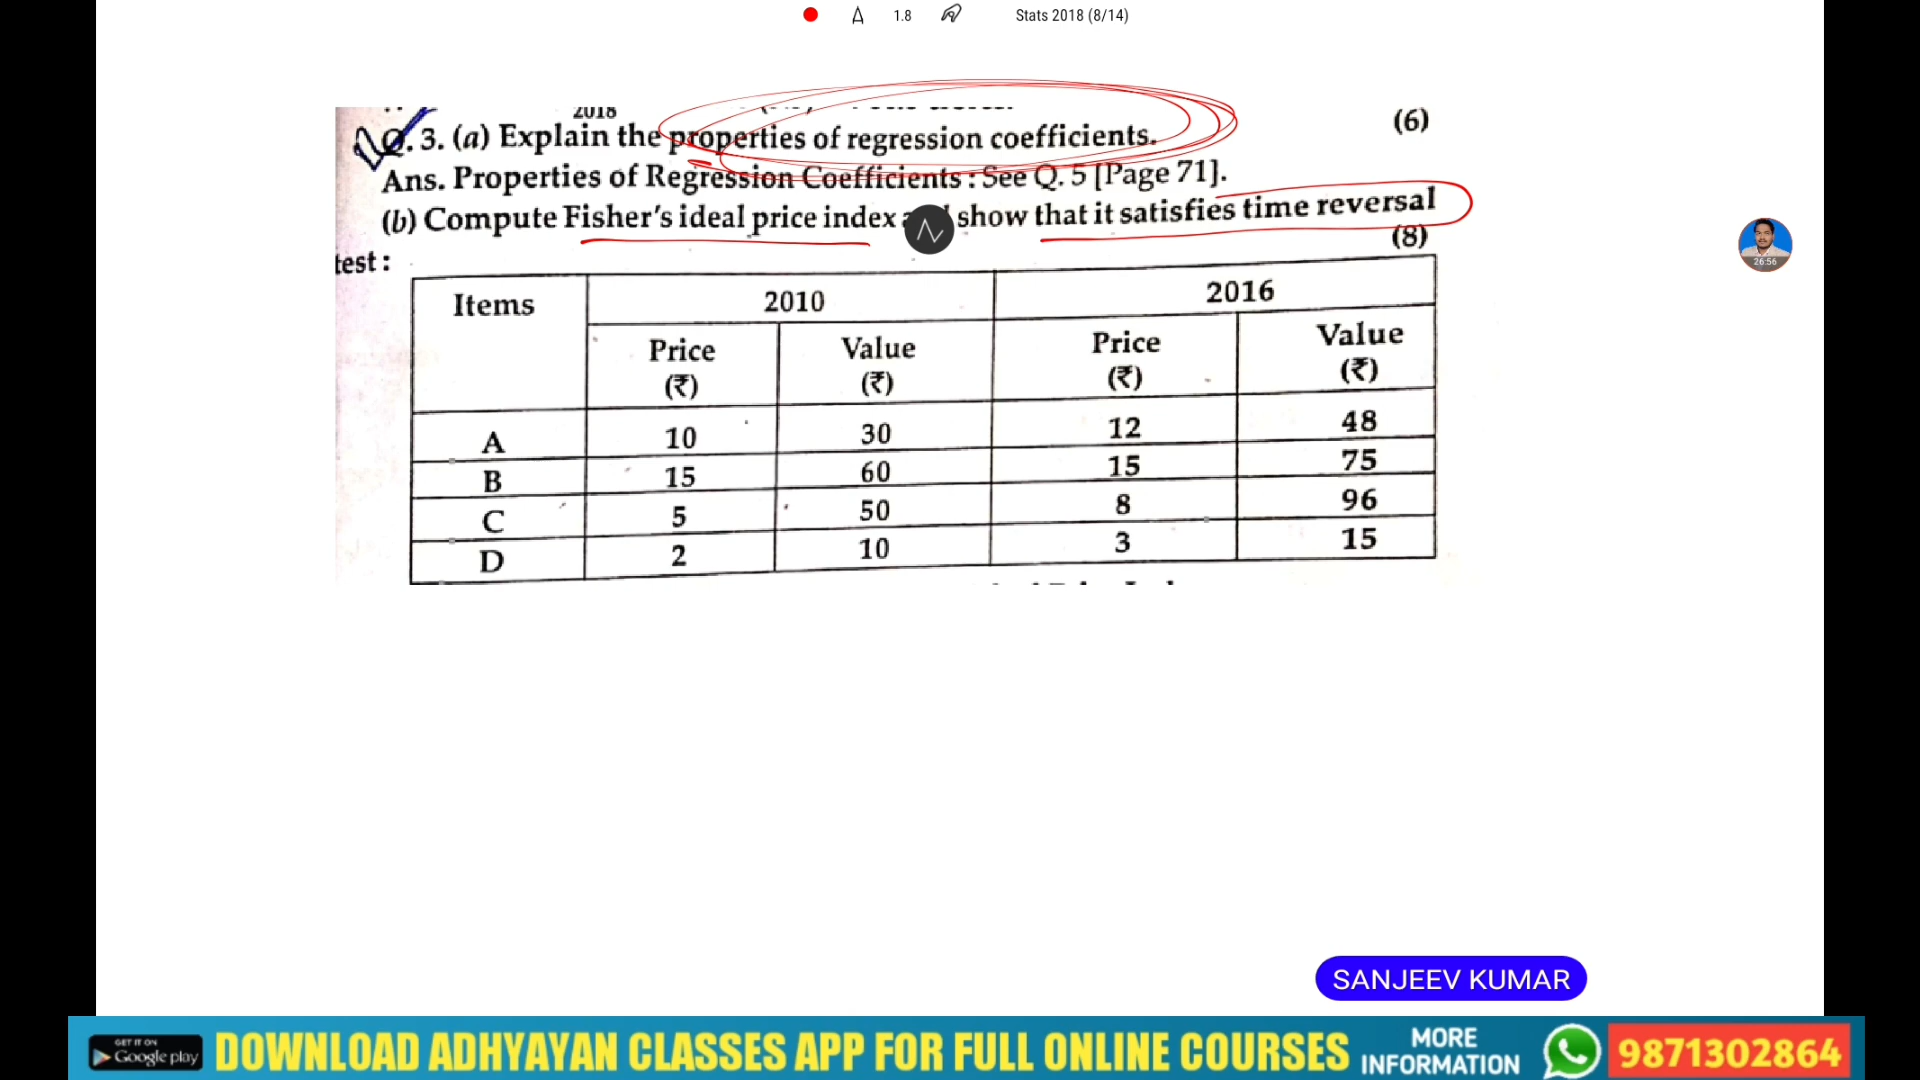 1.8 Stats 2018 (8/14)
2018
Q. 3. (a) Explain the properties of regression coefficients. (6)
Ans. Properties of Regression Coefficients : See Q. 5 [Page 71].
(b) Compute Fisher's ideal price index show that it satisfies time reversal
test : (8)
Items 2010 2016
Price (₹) Value (₹) Price (₹) Value (₹)
A 10 30 12 48
B 15 60 15 75
C 5 50 8 96
D 2 10 3 15
26:56
SANJEEV KUMAR
GET IT ON
Google play
DOWNLOAD ADHYAYAN CLASSES APP FOR FULL ONLINE COURSES
MORE
INFORMATION
9871302864